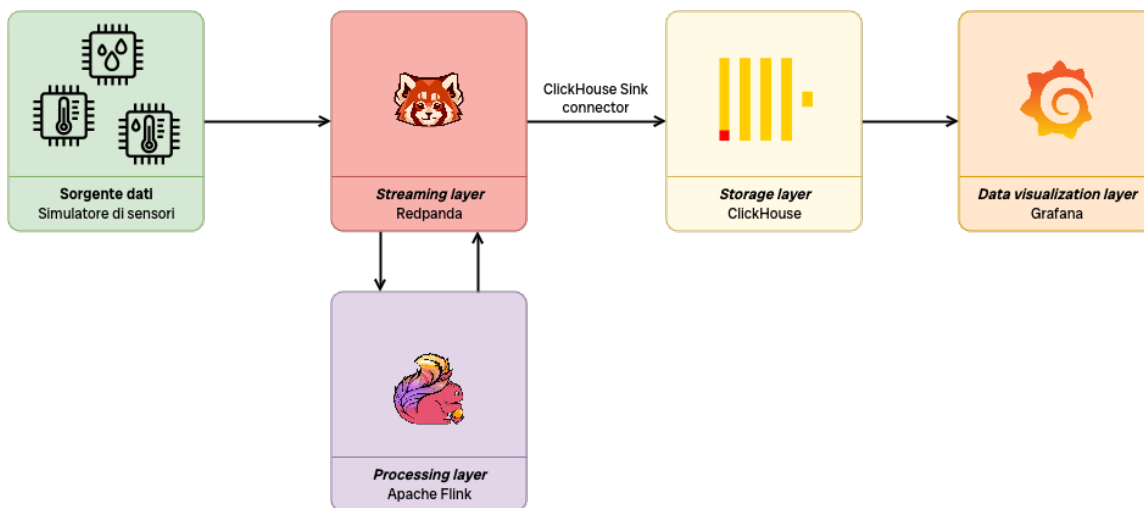 ClickHouse Sink
connector
Sorgente dati
Simulatore di sensori
Streaming layer
Redpanda
Storage layer
ClickHouse
Data visualization layer
Grafana
Processing layer
Apache Flink